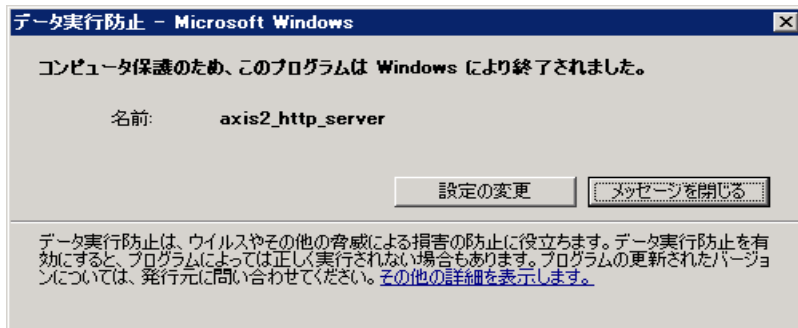 データ実行防止 - Microsoft Windows
コンピュータ保護のため、このプログラムは Windows により終了されました。
名前: axis2_http_server
設定の変更 メッセージを閉じる
データ実行防止は、ウイルスやその他の脅威による損害の防止に役立ちます。データ実行防止を有
効にすると、プログラムによっては正しく実行されない場合もあります。プログラムの更新されたバージョ
ンについては、発行元に問い合わせてください。その他の詳細を表示します。